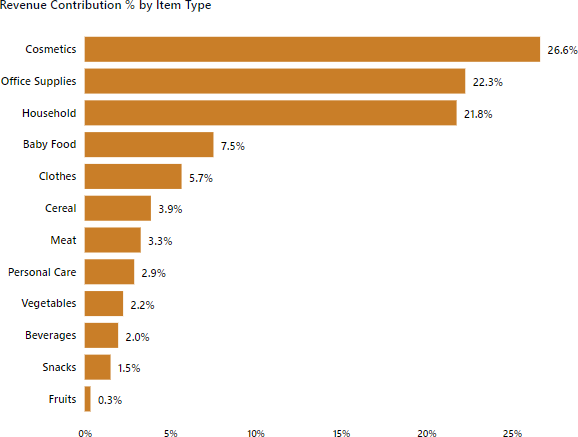 Revenue Contribution % by Item Type
Cosmetics 26.6%
Office Supplies 22.3%
Household 21.8%
Baby Food 7.5%
Clothes 5.7%
Cereal 3.9%
Meat 3.3%
Personal Care 2.9%
Vegetables 2.2%
Beverages 2.0%
Snacks 1.5%
Fruits 0.3%
0% 5% 10% 15% 20% 25%